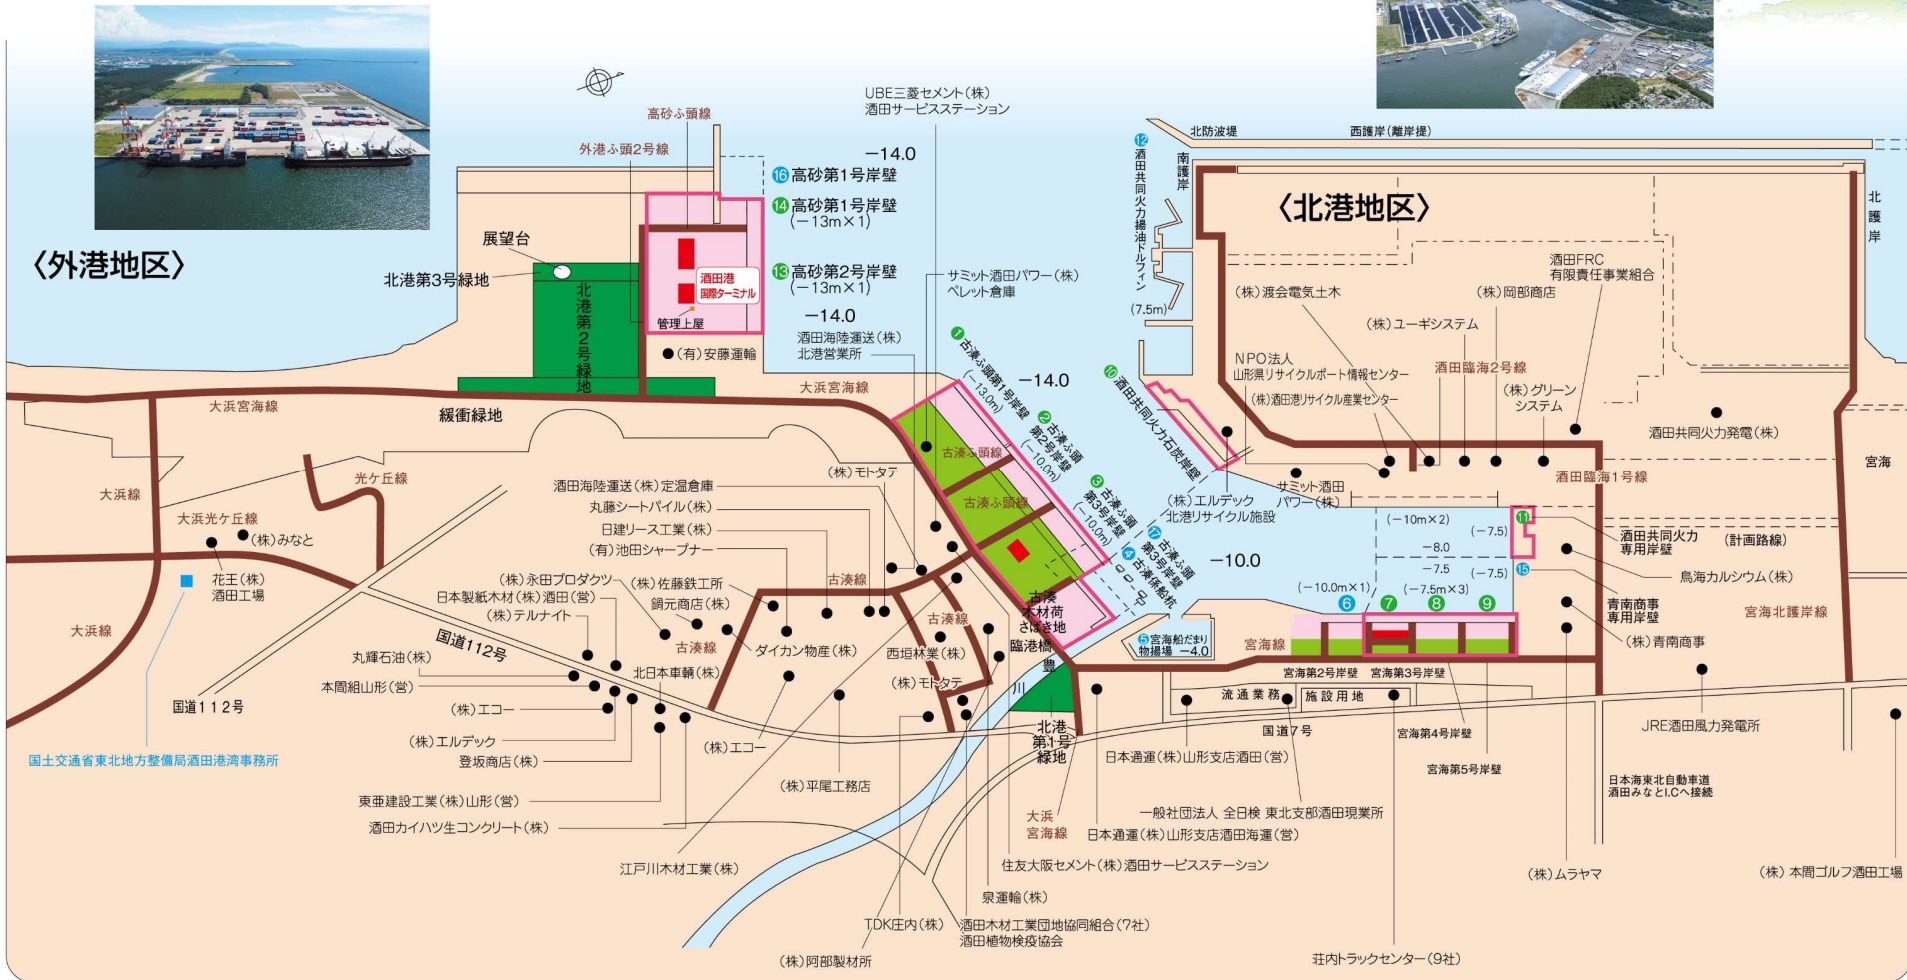 〈外港地区〉
高砂ふ頭線
外港ふ頭2号線
展望台
北港第3号緑地
北港第2号緑地
酒田港
国際ターミナル
管理上屋
●(有)安藤運輸
UBE三菱セメント(株)
酒田サービスステーション
−14.0
⑯高砂第1号岸壁
⑭高砂第1号岸壁
(−13m×1)
⑬高砂第2号岸壁
(−13m×1)
−14.0
酒田海陸運送(株)
北港営業所
サミット酒田パワー(株)
ペレット倉庫
大浜宮海線
大浜宮海線
緩衝緑地
大浜線
光ケ丘線
大浜光ケ丘線
(株)みなと
花王(株)
酒田工場
大浜線
国道112号
国道112号
国土交通省東北地方整備局酒田港湾事務所
①古湊ふ頭第1号岸壁
(−13.0m)
−14.0
②古湊ふ頭
第2号岸壁
(−10.0m)
③古湊ふ頭
第3号岸壁
(−10.0m)
⑰古湊ふ頭
第3号岸壁
④古湊係船杭
−10.0
古湊ふ頭線
古湊ふ頭線
古湊
木材荷
さばき地
臨港橋
豊
川
(株)モトタテ
酒田海陸運送(株)定温倉庫
丸藤シートパイル(株)
日建リース工業(株)
(有)池田シャープナー
(株)永田プロダクツ
(株)佐藤鉄工所
日本製紙木材(株)酒田(営)
鍋元商店(株)
(株)テルナイト
古湊線
古湊線
古湊線
ダイカン物産(株)
西垣林業(株)
(株)モトタテ
丸輝石油(株)
北日本車輌(株)
本間組山形(営)
(株)エコー
(株)エルデック
登坂商店(株)
(株)エコー
(株)平尾工務店
東亜建設工業(株)山形(営)
酒田カイハツ生コンクリート(株)
江戸川木材工業(株)
TDK庄内(株)
(株)阿部製材所
酒田木材工業団地協同組合(7社)
酒田植物検疫協会
泉運輸(株)
住友大阪セメント(株)酒田サービスステーション
北港
第1号
緑地
大浜
宮海線
日本通運(株)山形支店酒田海運(営)
一般社団法人 全日検 東北支部酒田現業所
日本通運(株)山形支店酒田(営)
〈北港地区〉
北防波堤
西護岸(離岸提)
南護岸
北護岸
⑫酒田共同火力揚油ドルフィン
(7.5m)
⑩酒田共同火力石炭岸壁
(株)渡会電気土木
(株)岡部商店
酒田FRC
有限責任事業組合
(株)ユーギシステム
NPO法人
山形県リサイクルポート情報センター
(株)酒田港リサイクル産業センター
酒田臨海2号線
(株)グリーン
システム
酒田共同火力発電(株)
宮海
酒田臨海1号線
サミット酒田
パワー(株)
(株)エルデック
北港リサイクル施設
(−10m×2)
(−7.5)
−8.0
−7.5
(−7.5)
(−10.0m×1)
(−7.5m×3)
⑪
酒田共同火力
専用岸壁
(計画路線)
⑮
青南商事
専用岸壁
鳥海カルシウム(株)
(株)青南商事
宮海北護岸線
⑥
⑦
⑧
⑨
⑤宮海船だまり
物揚場 −4.0
宮海線
宮海第2号岸壁
宮海第3号岸壁
宮海第4号岸壁
宮海第5号岸壁
流通業務
施設用地
国道7号
JRE酒田風力発電所
日本海東北自動車道
酒田みなとI.Cへ接続
(株)ムラヤマ
(株)本間ゴルフ酒田工場
荘内トラックセンター(9社)